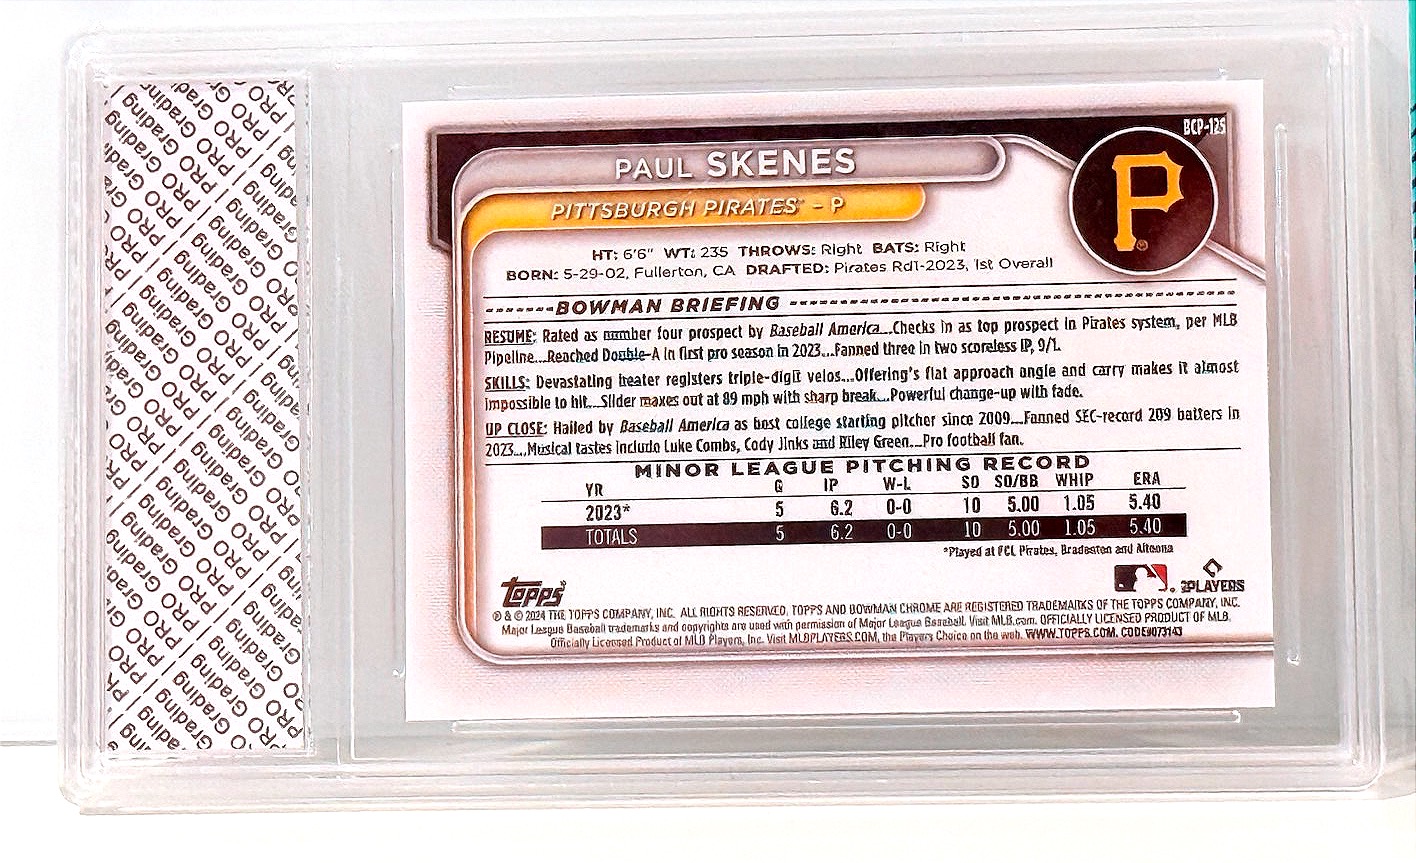 PRO Grading
BCP-125
PAUL SKENES
PITTSBURGH PIRATES - P
P
HT: 6'6" WT: 235 THROWS: Right BATS: Right
BORN: 5-29-02, Fullerton, CA DRAFTED: Pirates Rd1-2023, 1st Overall
BOWMAN BRIEFING
RESUME: Rated as number four prospect by Baseball America...Checks in as top prospect in Pirates system, per MLB
Pipeline...Reached Double-A in first pro season in 2023...Fanned three in two scoreless IP, 9/1.
SKILLS: Devastating heater registers triple-digit velos...Offering's flat approach angle and carry makes it almost
impossible to hit...Slider maxes out at 89 mph with sharp break...Powerful change-up with fade.
UP CLOSE: Hailed by Baseball America as best college starting pitcher since 2009...Fanned SEC-record 209 batters in
2023...Musical tastes include Luke Combs, Cody Jinks and Riley Green...Pro football fan.
MINOR LEAGUE PITCHING RECORD
YR G IP W-L SO SO/BB WHIP ERA
2023* 5 6.2 0-0 10 5.00 1.05 5.40
TOTALS 5 6.2 0-0 10 5.00 1.05 5.40
*Played at FCL Pirates, Bradenton and Altoona
Topps
PLAYERS
® & © 2024 THE TOPPS COMPANY, INC. ALL RIGHTS RESERVED. TOPPS AND BOWMAN CHROME ARE REGISTERED TRADEMARKS OF THE TOPPS COMPANY, INC.
Major League Baseball trademarks and copyrights are used with permission of Major League Baseball. Visit MLB.com. OFFICIALLY LICENSED PRODUCT OF MLB
Officially Licensed Product of MLB Players, Inc. Visit MLBPLAYERS.COM, the Players Choice on the web. WWW.TOPPS.COM. CODE#073143